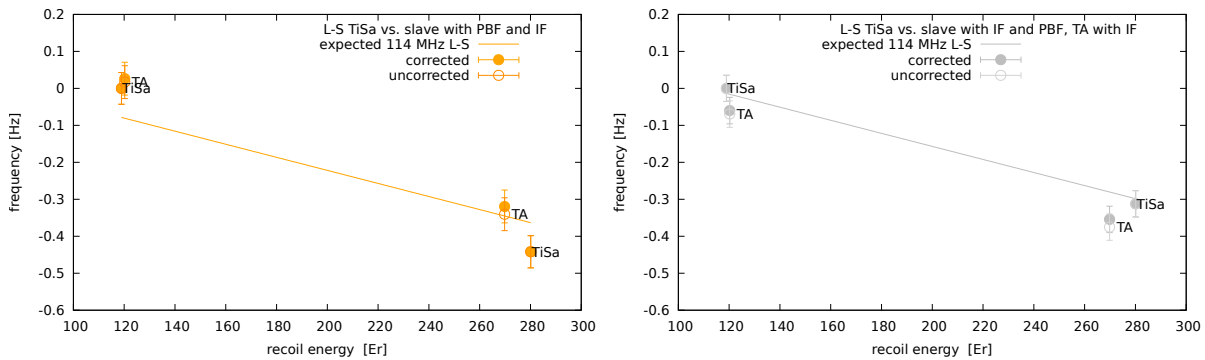 L-S TiSa vs. slave with PBF and IF
expected 114 MHz L-S
corrected
uncorrected
0.2
0.1
0
-0.1
-0.2
-0.3
-0.4
-0.5
-0.6
frequency [Hz]
TA
TiSa
TA
TiSa
100 120 140 160 180 200 220 240 260 280 300
recoil energy [Er]
L-S TiSa vs. slave with IF and PBF, TA with IF
expected 114 MHz L-S
corrected
uncorrected
0.2
0.1
0
-0.1
-0.2
-0.3
-0.4
-0.5
-0.6
frequency [Hz]
TiSa
TA
TiSa
TA
100 120 140 160 180 200 220 240 260 280 300
recoil energy [Er]